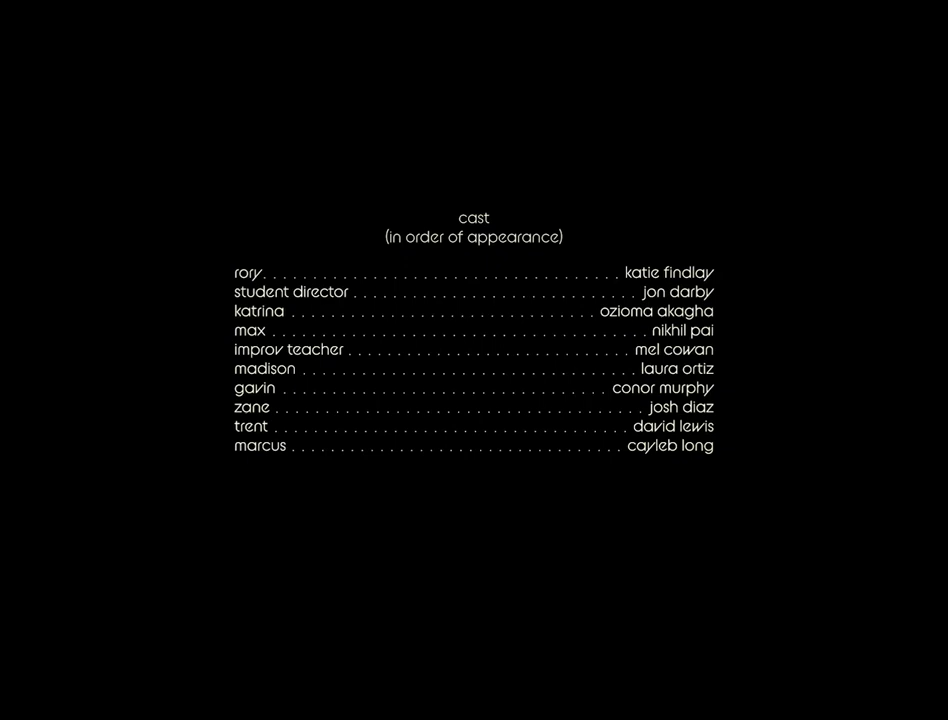 cast
(in order of appearance)
rory. . . . . . . . . . . . . . . . . . . . . . . . . . . . . . . . . . . . katie findlay
student director . . . . . . . . . . . . . . . . . . . . . . . . . . . . . jon darby
katrina . . . . . . . . . . . . . . . . . . . . . . . . . . . . . . . ozioma akagha
max . . . . . . . . . . . . . . . . . . . . . . . . . . . . . . . . . . . . . . nikhil pai
improv teacher . . . . . . . . . . . . . . . . . . . . . . . . . . . . . mel cowan
madison . . . . . . . . . . . . . . . . . . . . . . . . . . . . . . . . . . laura ortiz
gavin . . . . . . . . . . . . . . . . . . . . . . . . . . . . . . . . . conor murphy
zane . . . . . . . . . . . . . . . . . . . . . . . . . . . . . . . . . . . . . josh diaz
trent . . . . . . . . . . . . . . . . . . . . . . . . . . . . . . . . . . . . david lewis
marcus . . . . . . . . . . . . . . . . . . . . . . . . . . . . . . . . . . cayleb long